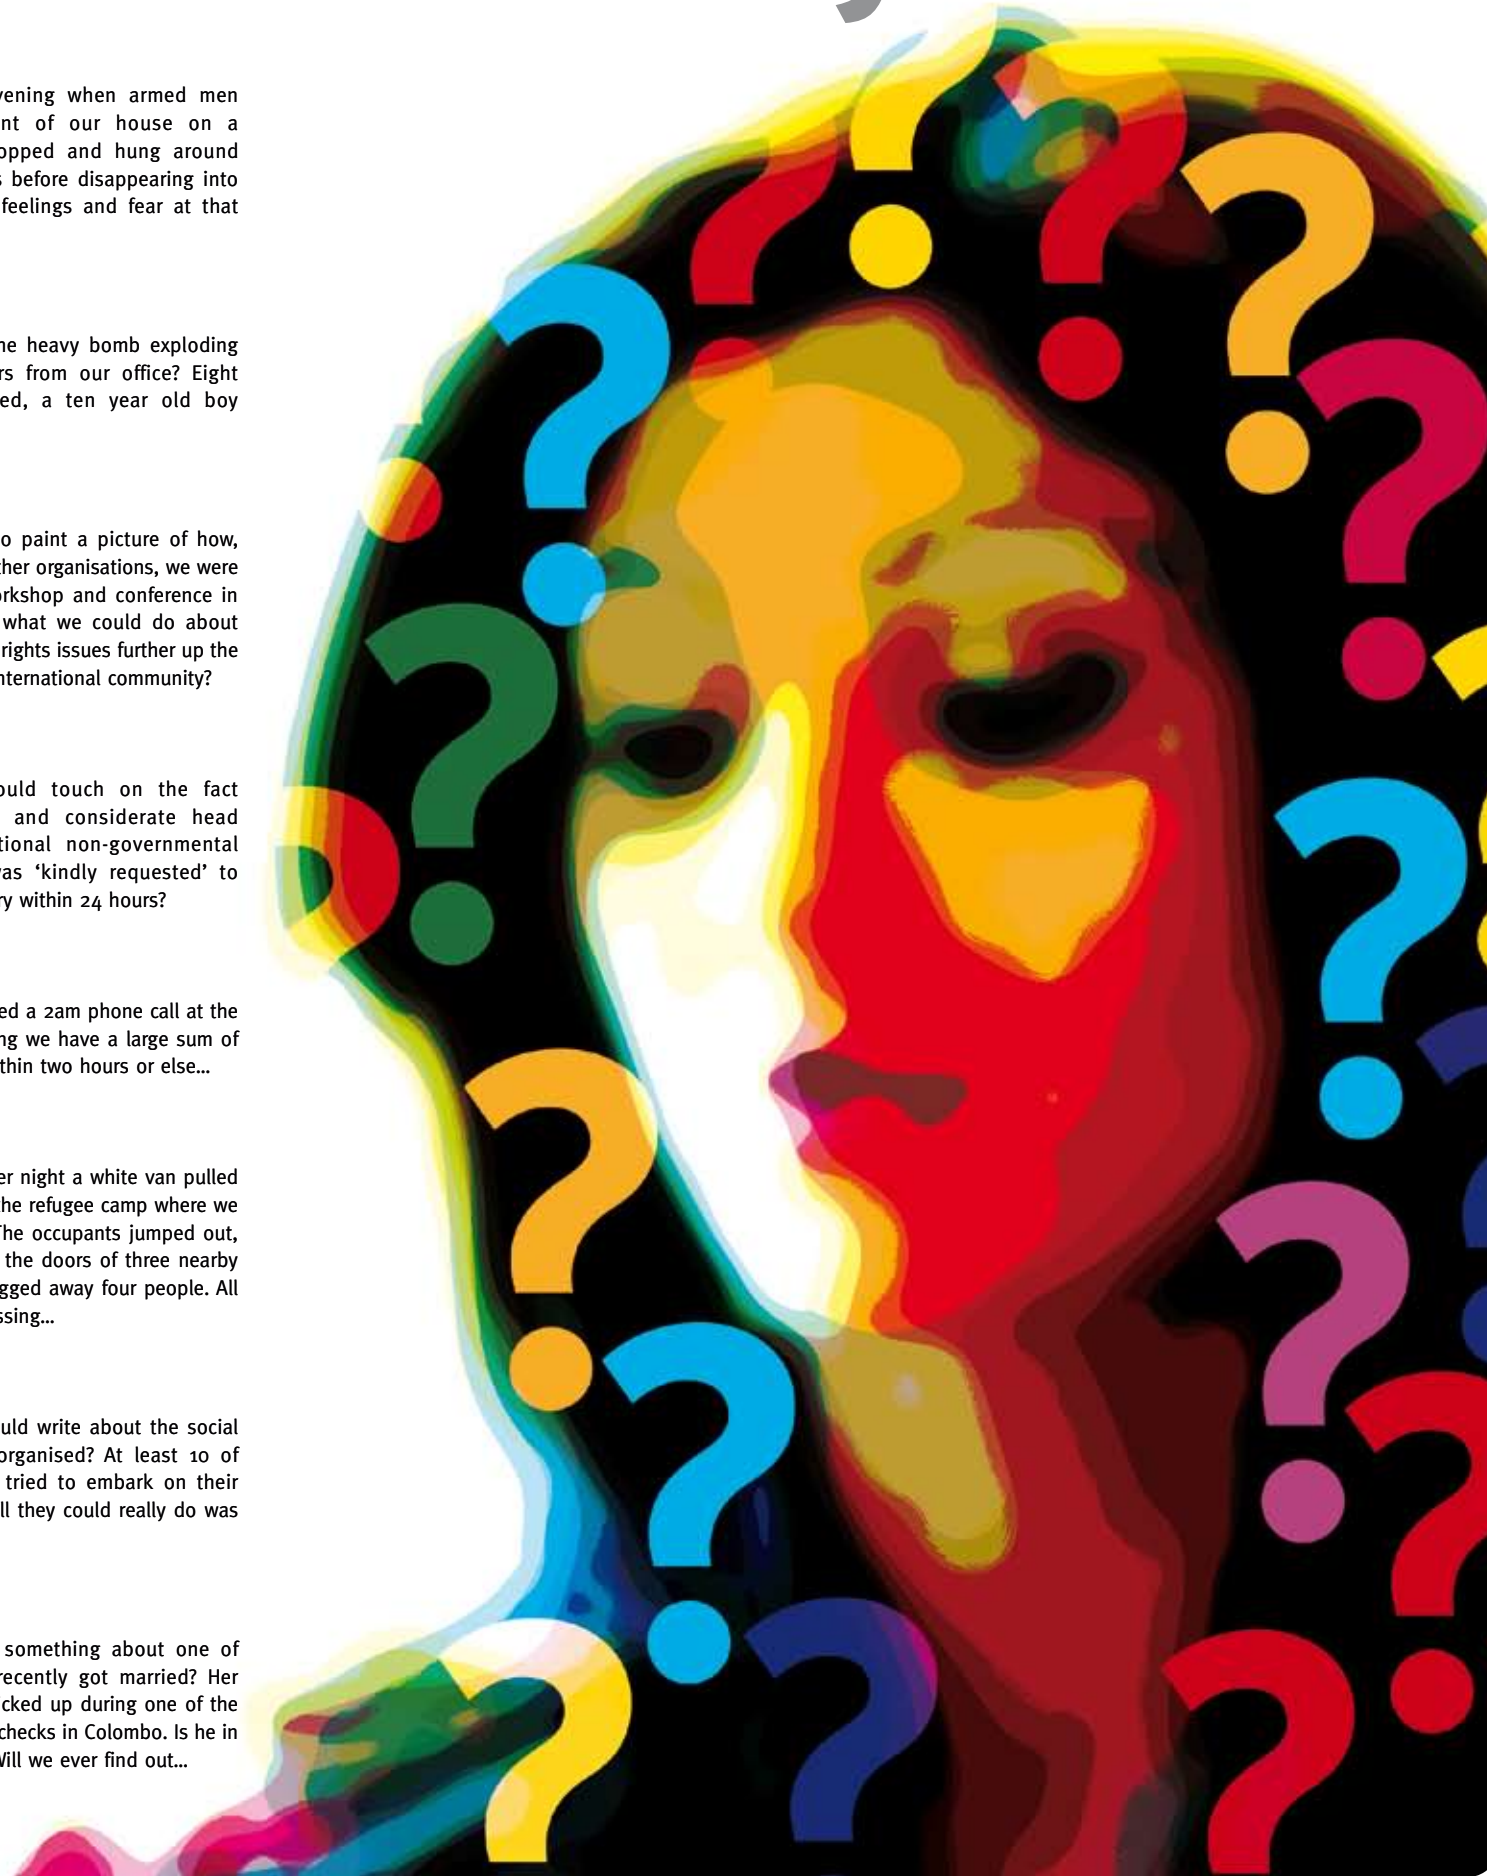 vening when armed men
nt of our house on a
opped and hung around
s before disappearing into
feelings and fear at that
he heavy bomb exploding
rs from our office? Eight
ed, a ten year old boy
o paint a picture of how,
ther organisations, we were
orkshop and conference in
what we could do about
rights issues further up the
nternational community?
ould touch on the fact
and considerate head
tional non-governmental
was ‘kindly requested’ to
ry within 24 hours?
ed a 2am phone call at the
ng we have a large sum of
thin two hours or else...
er night a white van pulled
the refugee camp where we
The occupants jumped out,
the doors of three nearby
gged away four people. All
ssing...
uld write about the social
organised? At least 10 of
tried to embark on their
ll they could really do was
something about one of
recently got married? Her
icked up during one of the
checks in Colombo. Is he in
Will we ever find out...
? ? ? ? ? ? ? ? ? ? ? ? ? ? ? ? ? ?